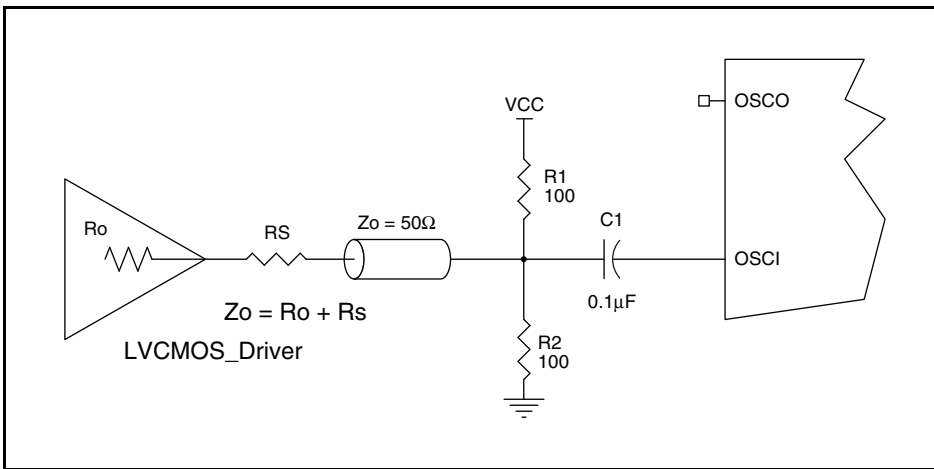 OSCO
VCC
R1
100
Ro
RS
Zo = 50Ω
C1
OSCI
0.1µF
Zo = Ro + Rs
LVCMOS_Driver
R2
100